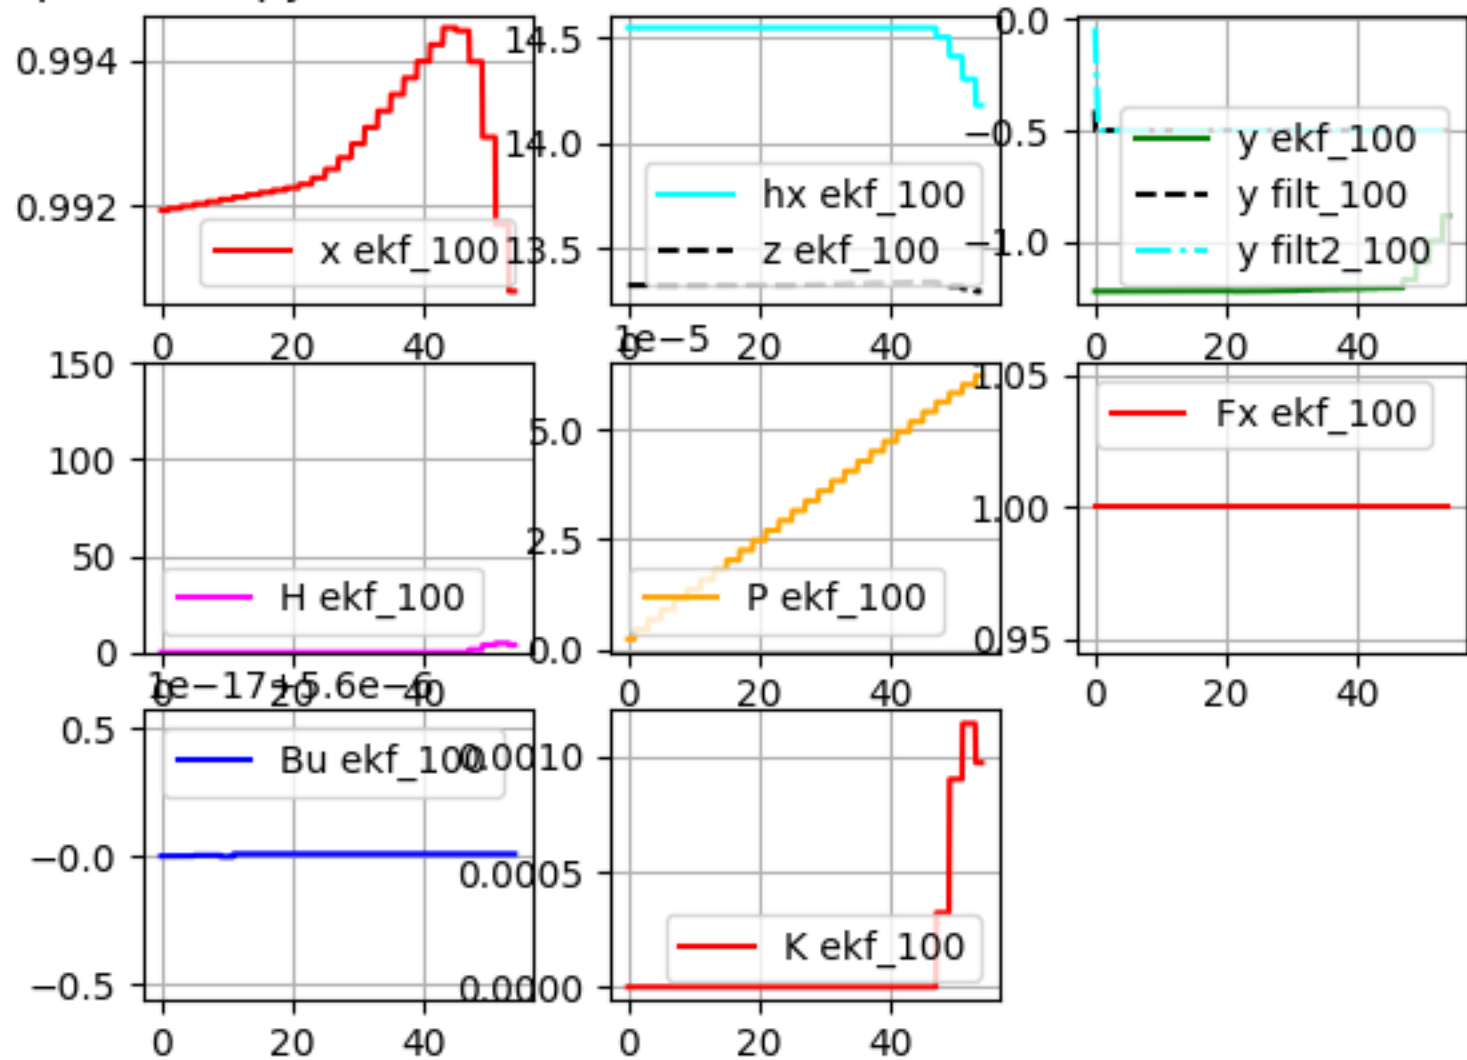 0.994
0.992
x ekf_100
0 20 40
14.5
14.0
13.5
hx ekf_100
z ekf_100
0 20 40
0.0
−0.5
−1.0
y ekf_100
y filt_100
y filt2_100
0 20 40
150
100
50
0
H ekf_100
0 20 40
1e−5
5.0
2.5
0.0
P ekf_100
0 20 40
1.05
1.00
0.95
Fx ekf_100
0 20 40
1e−17+5.6e−6
0.5
−0.0
−0.5
Bu ekf_100
0 20 40
0.0010
0.0005
0.0000
K ekf_100
0 20 40